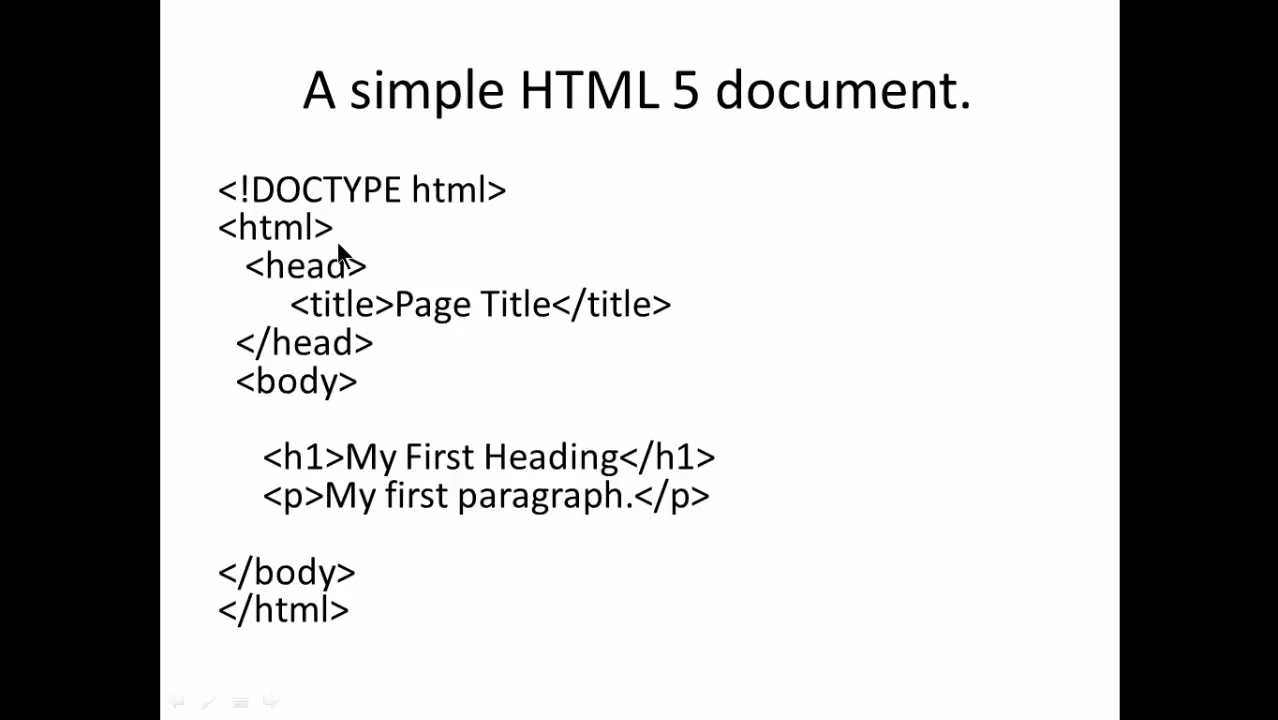 A simple HTML 5 document.
<!DOCTYPE html>
<html>
<head>
<title>Page Title</title>
</head>
<body>
<h1>My First Heading</h1>
<p>My first paragraph.</p>
</body>
</html>